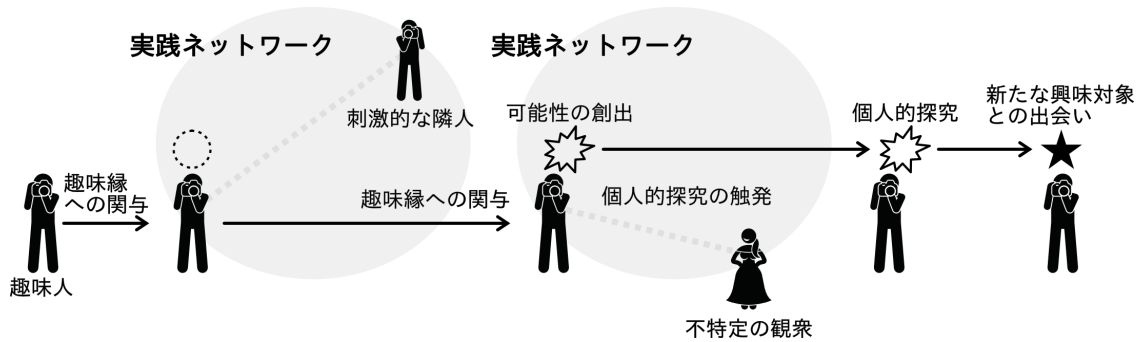 実践ネットワーク
実践ネットワーク
刺激的な隣人
可能性の創出
個人的探究
新たな興味対象
との出会い
趣味縁
への関与
趣味縁への関与
個人的探究の触発
趣味人
不特定の観衆